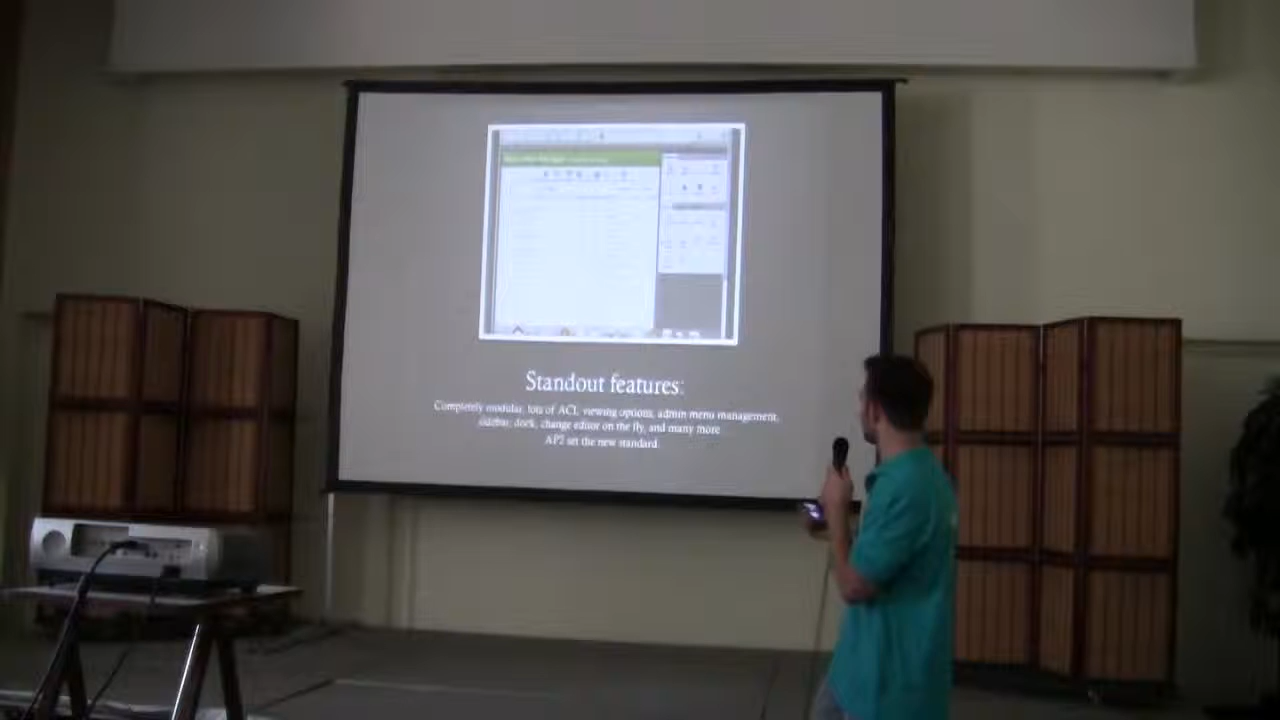 Standout features:
Completely modular, lots of ACL, viewing options, admin menu management,
sidebar, dock, change editor on the fly, and many more
AP2 set the new standard.